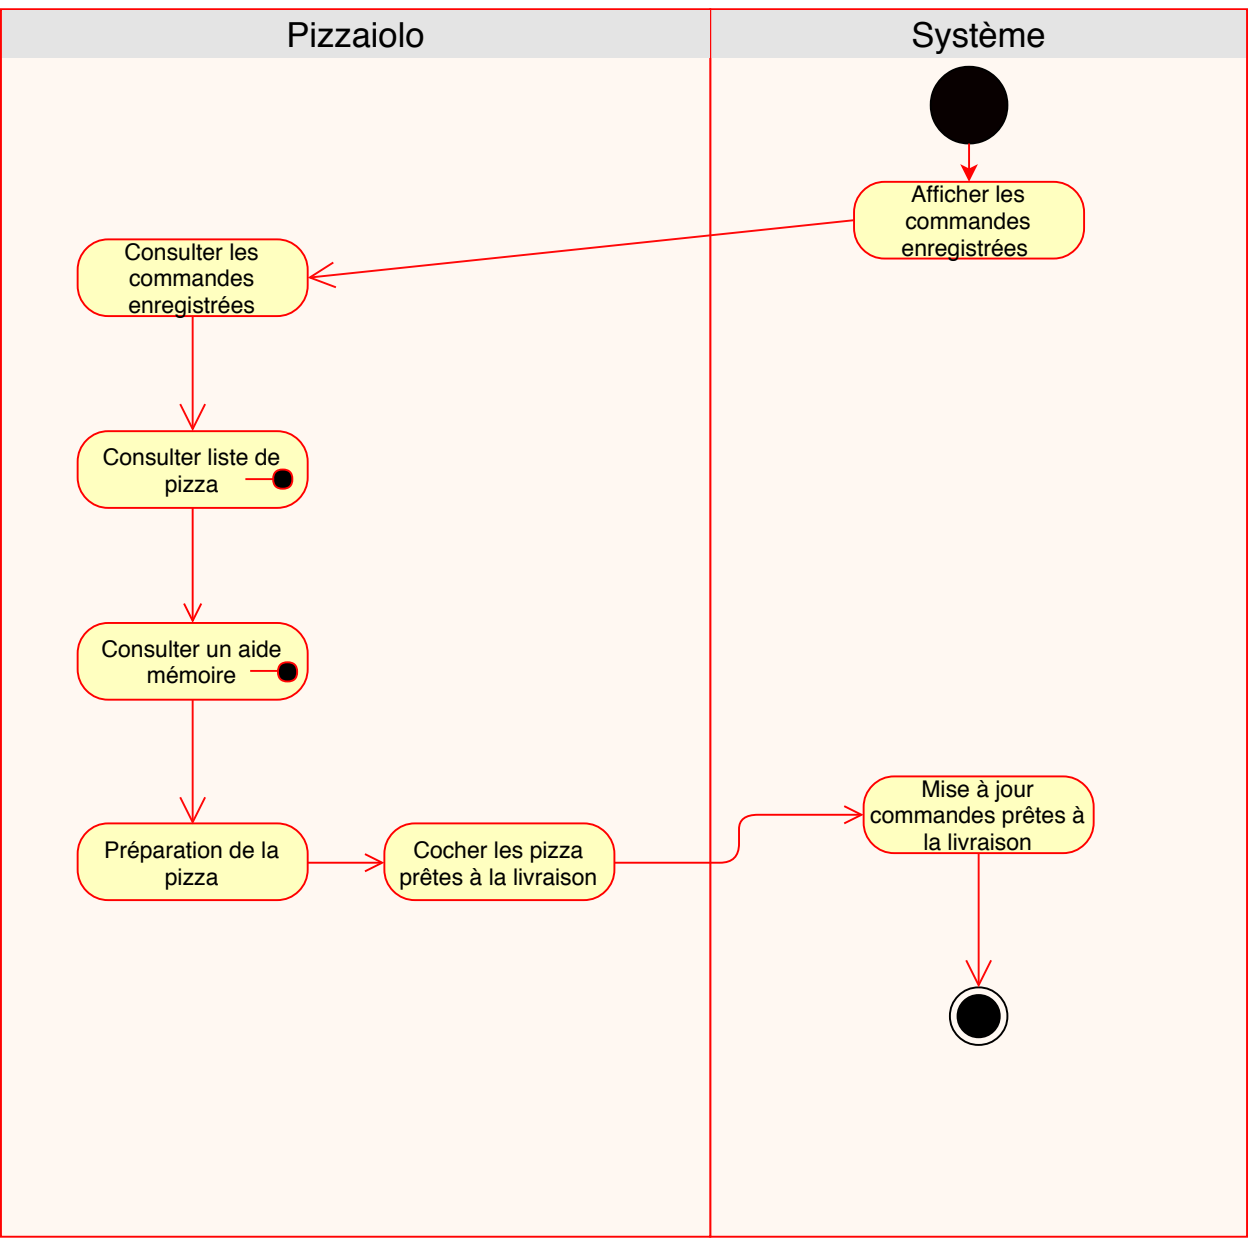 Pizzaiolo
Système
Afficher les
commandes
enregistrées
Consulter les
commandes
enregistrées
Consulter liste de
pizza
Consulter un aide
mémoire
Préparation de la
pizza
Cocher les pizza
prêtes à la livraison
Mise à jour
commandes prêtes à
la livraison